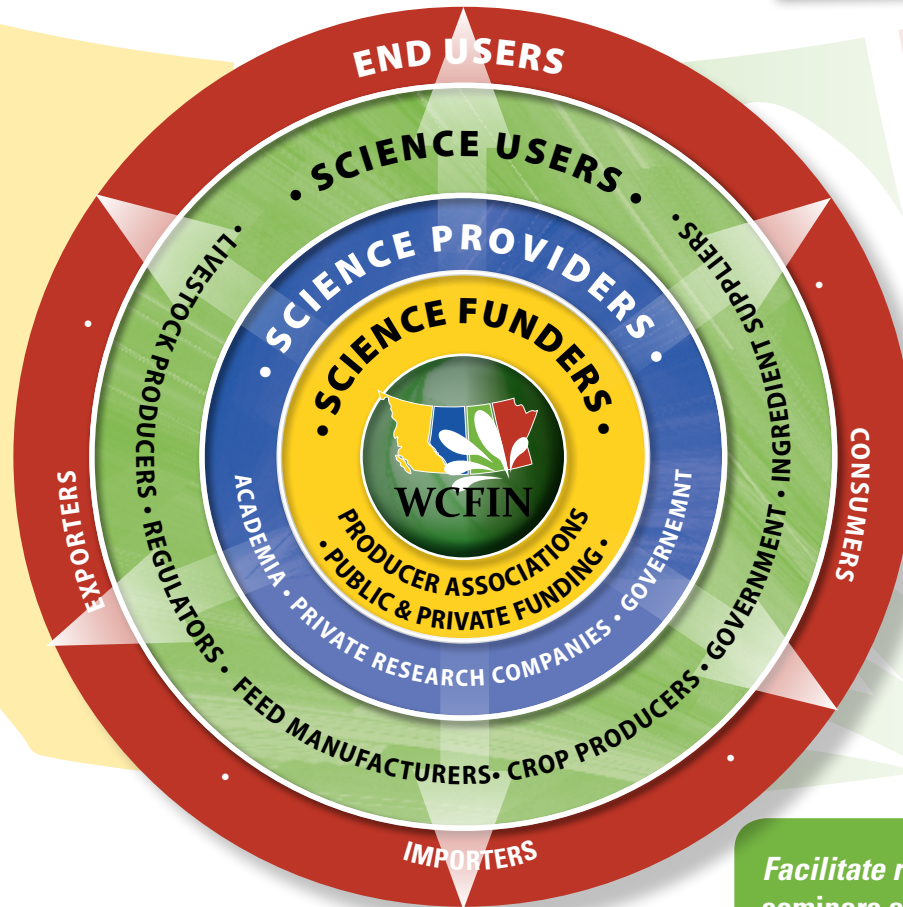 END USERS
• SCIENCE USERS •
• LIVESTOCK PRODUCERS • REGULATORS • FEED MANUFACTURERS • CROP PRODUCERS • GOVERNMENT • INGREDIENT SUPPLIERS •
• SCIENCE PROVIDERS •
ACADEMIA • PRIVATE RESEARCH COMPANIES • GOVERNEMNT
• SCIENCE FUNDERS •
WCFIN
PRODUCER ASSOCIATIONS
• PUBLIC & PRIVATE FUNDING •
EXPORTERS
CONSUMERS
IMPORTERS
Facilitate